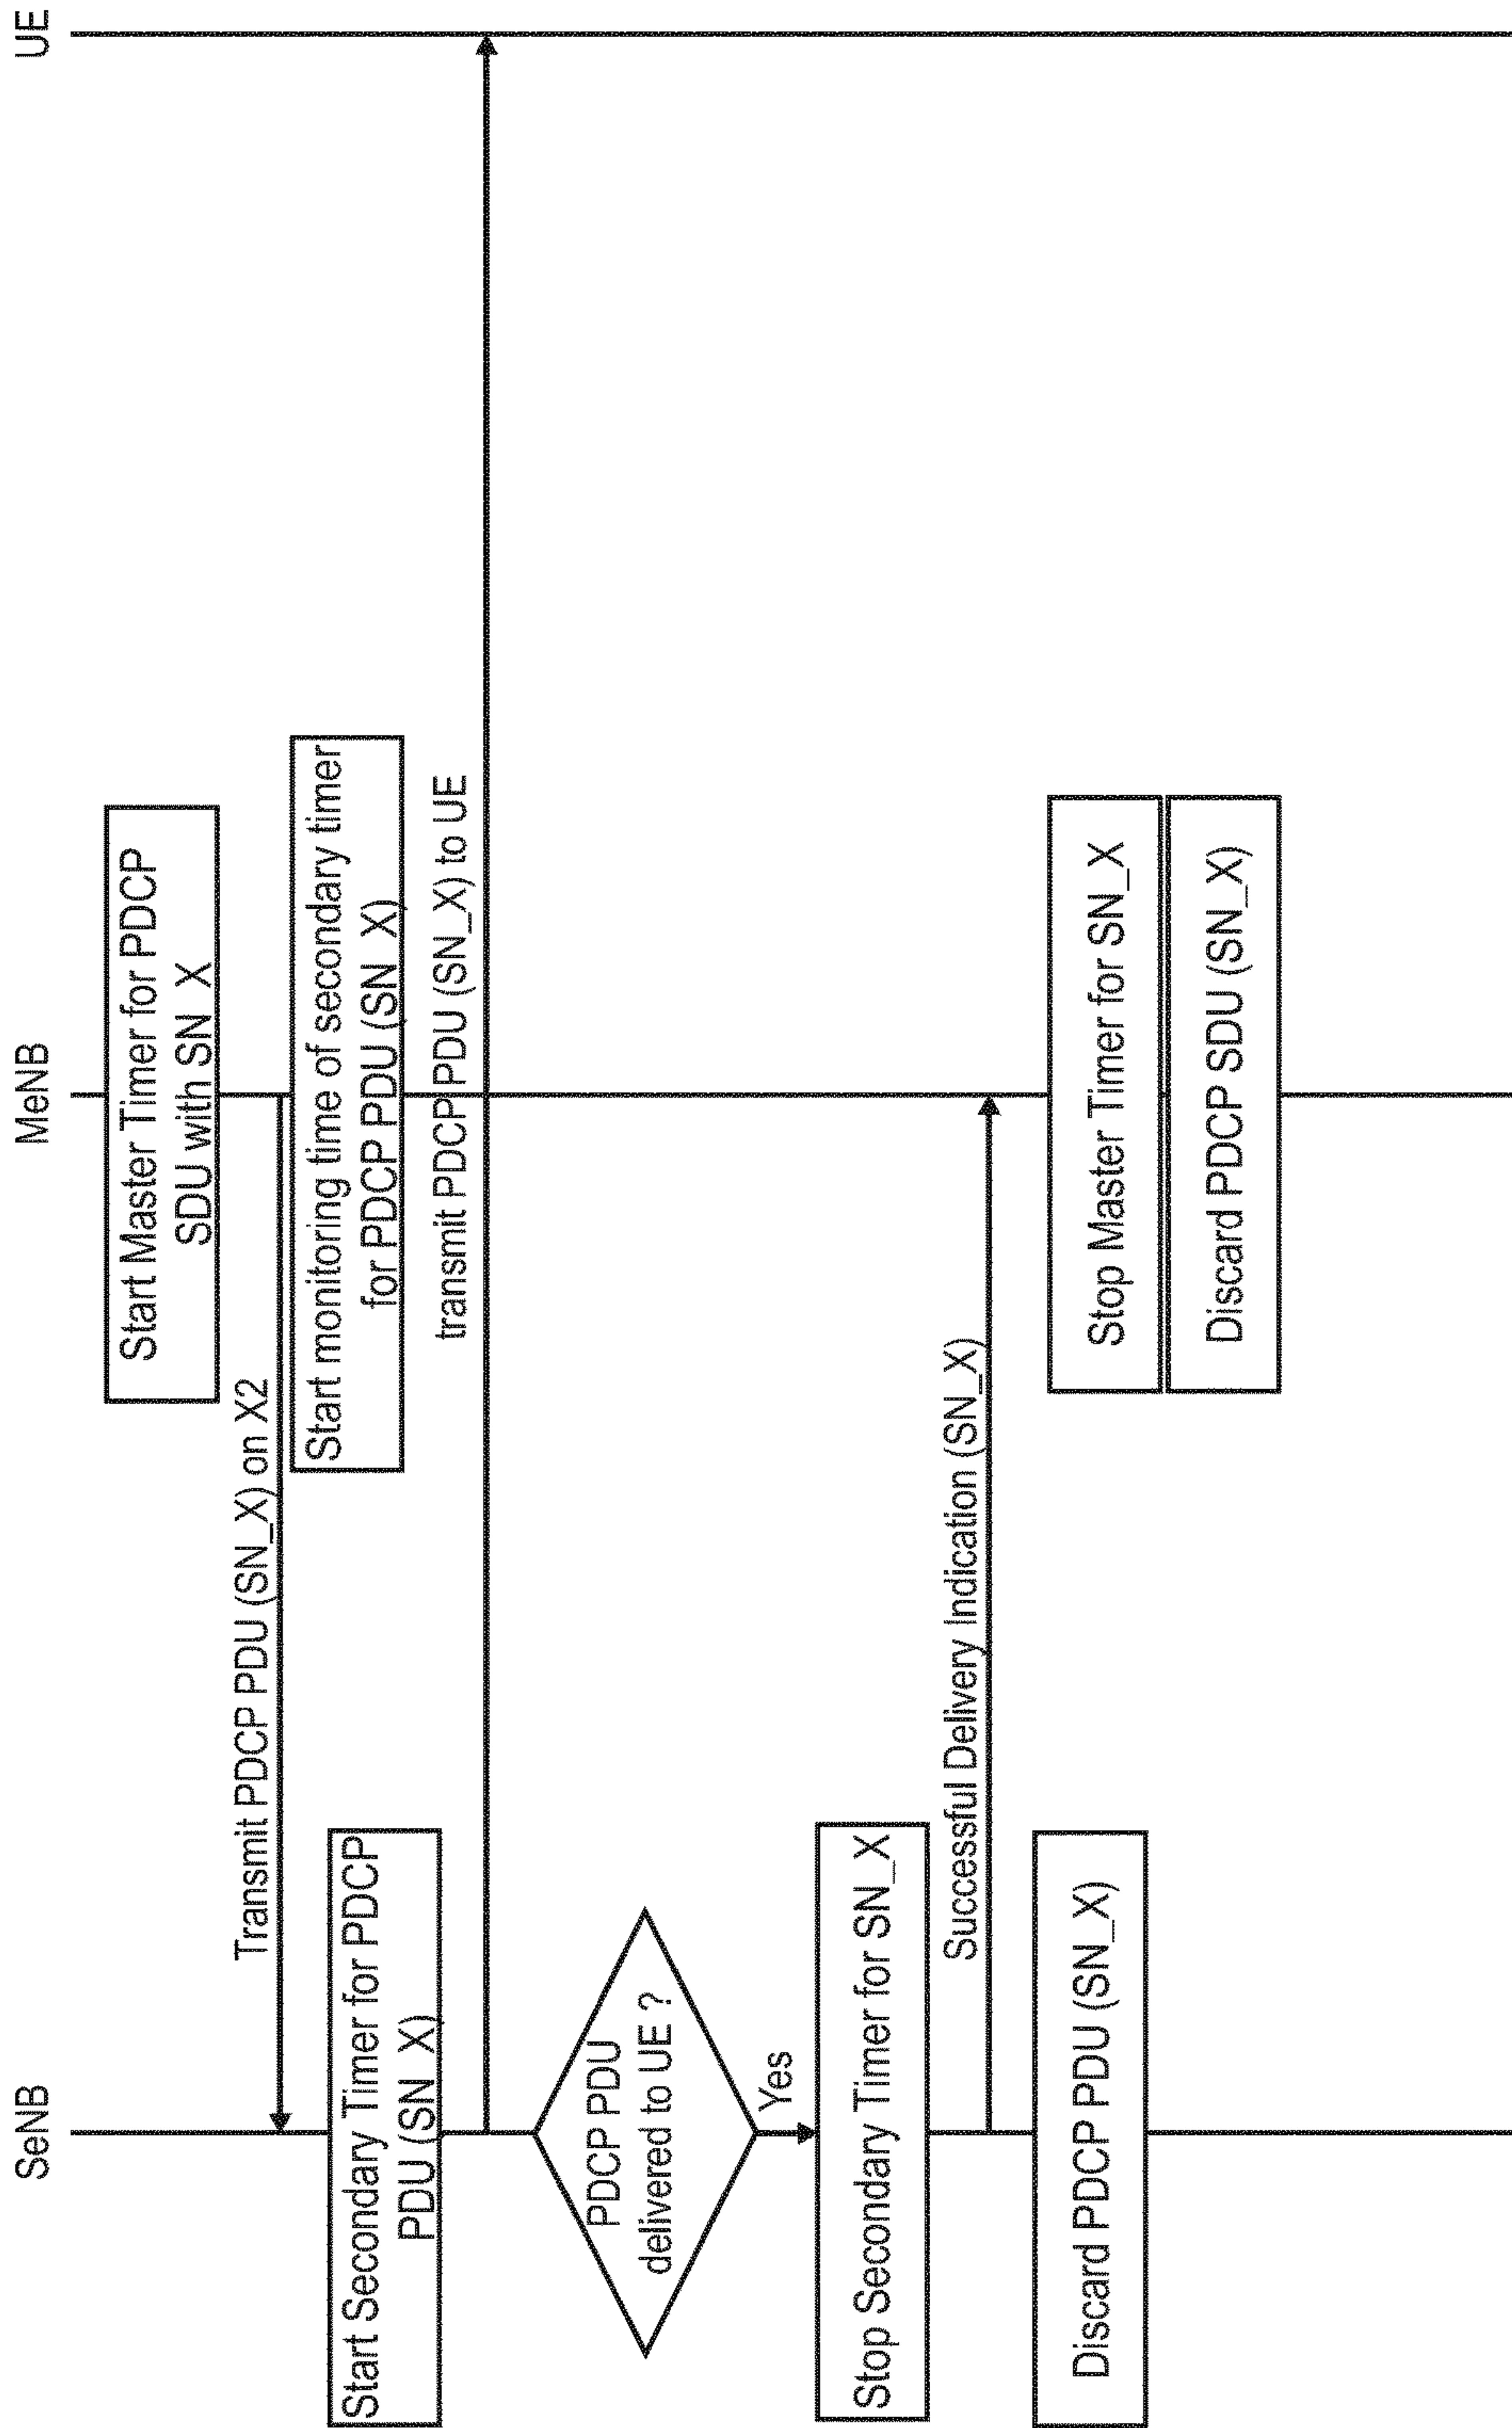 SeNB
MeNB
UE
Start Master Timer for PDCP
SDU with SN_X
Transmit PDCP PDU (SN_X) on X2
Start monitoring time of secondary timer
for PDCP PDU (SN_X)
Start Secondary Timer for PDCP
PDU (SN_X)
transmit PDCP PDU (SN_X) to UE
PDCP PDU
delivered to UE ?
Yes
Stop Secondary Timer for SN_X
Successful Delivery Indication (SN_X)
Discard PDCP PDU (SN_X)
Stop Master Timer for SN_X
Discard PDCP SDU (SN_X)